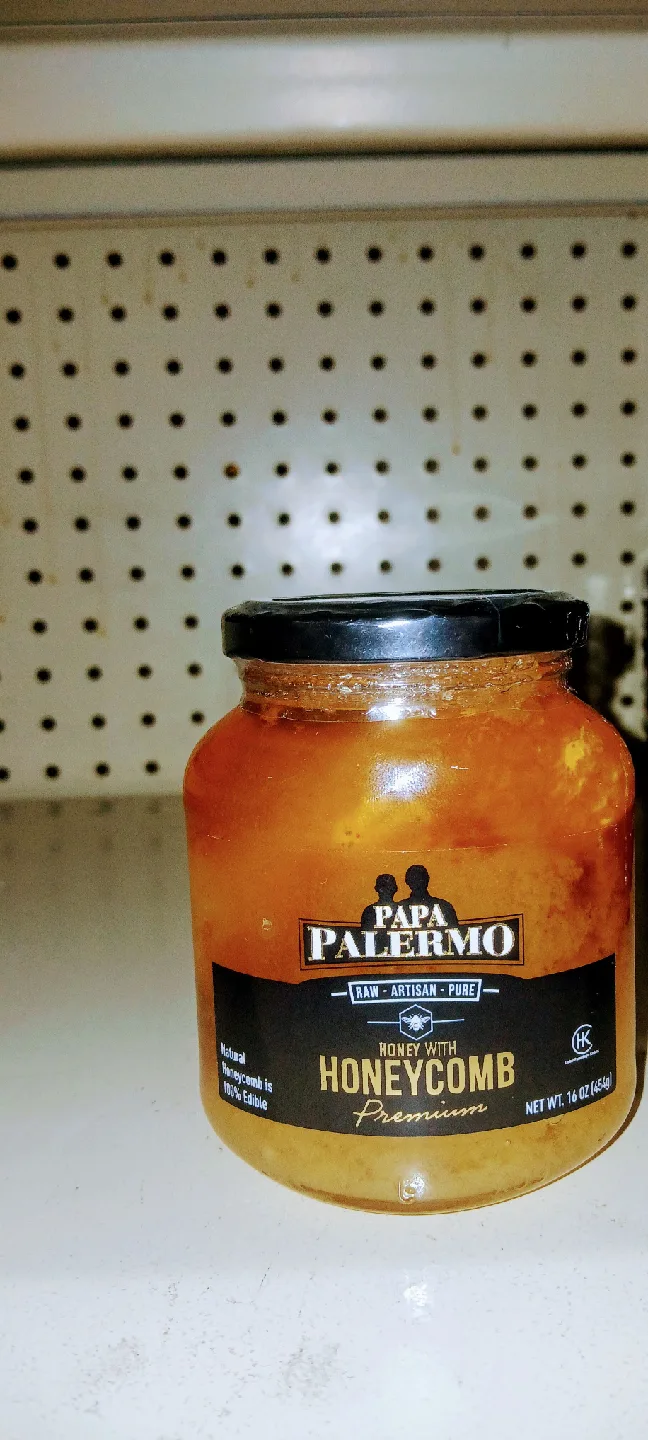 PAPA
PALERMO
RAW - ARTISAN - PURE
HONEY WITH
HONEYCOMB
Premium
Natural
Honeycomb is
100% Edible
HK
NET WT. 16 OZ (454g)